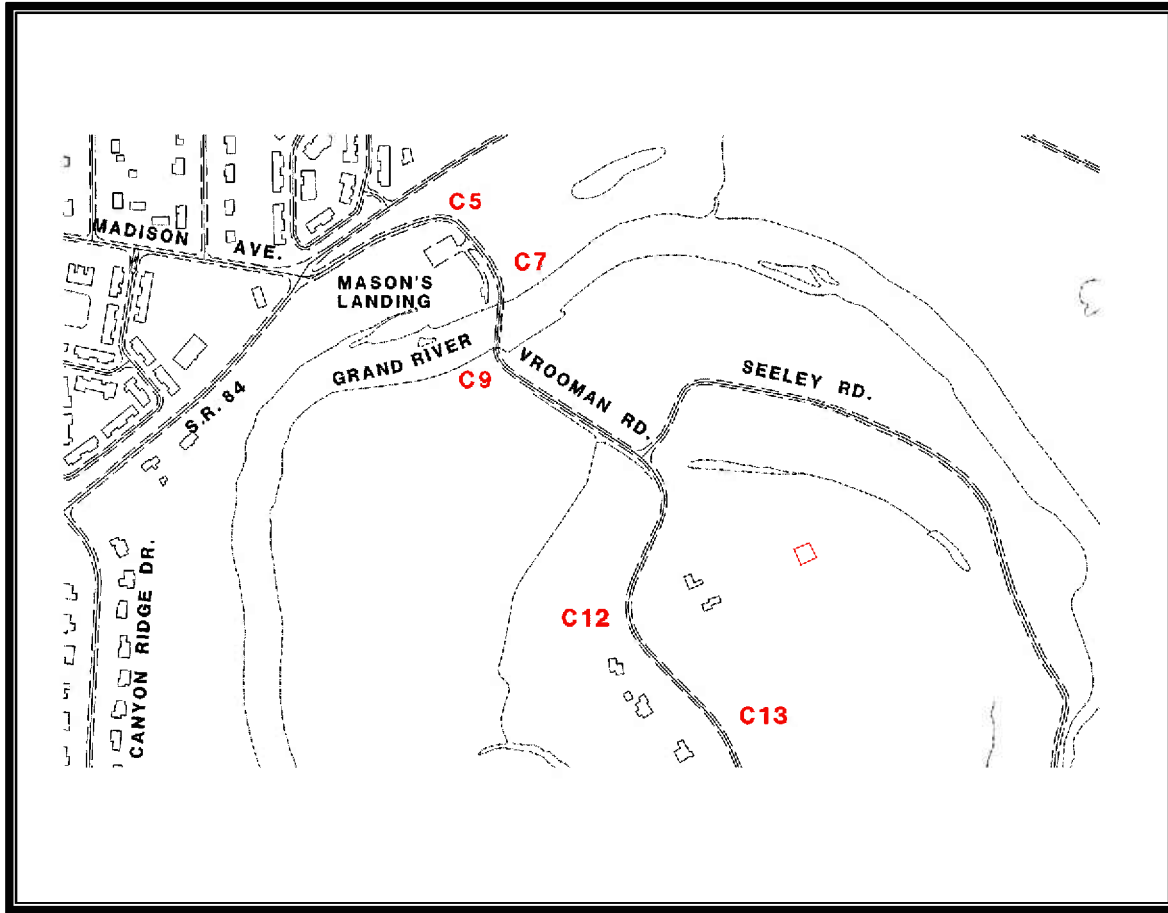 C5
MADISON AVE.
C7
MASON'S
LANDING
GRAND RIVER
C9
VROOMAN RD.
SEELEY RD.
S.R. 84
CANYON RIDGE DR.
C12
C13